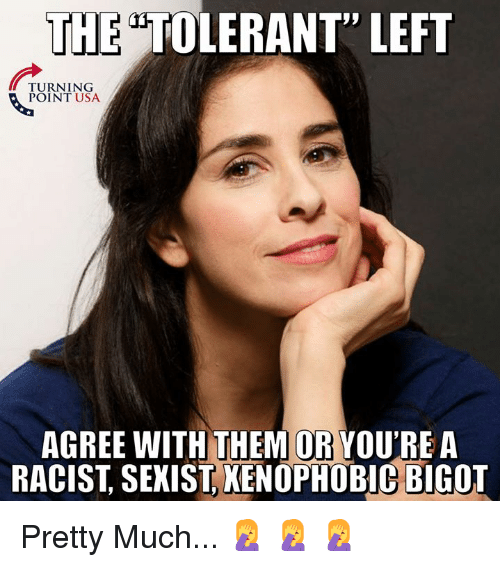 THE “TOLERANT” LEFT
TURNING
POINT USA
AGREE WITH THEM OR YOU'RE A
RACIST, SEXIST, XENOPHOBIC BIGOT
Pretty Much... 🤦 🤦 🤦